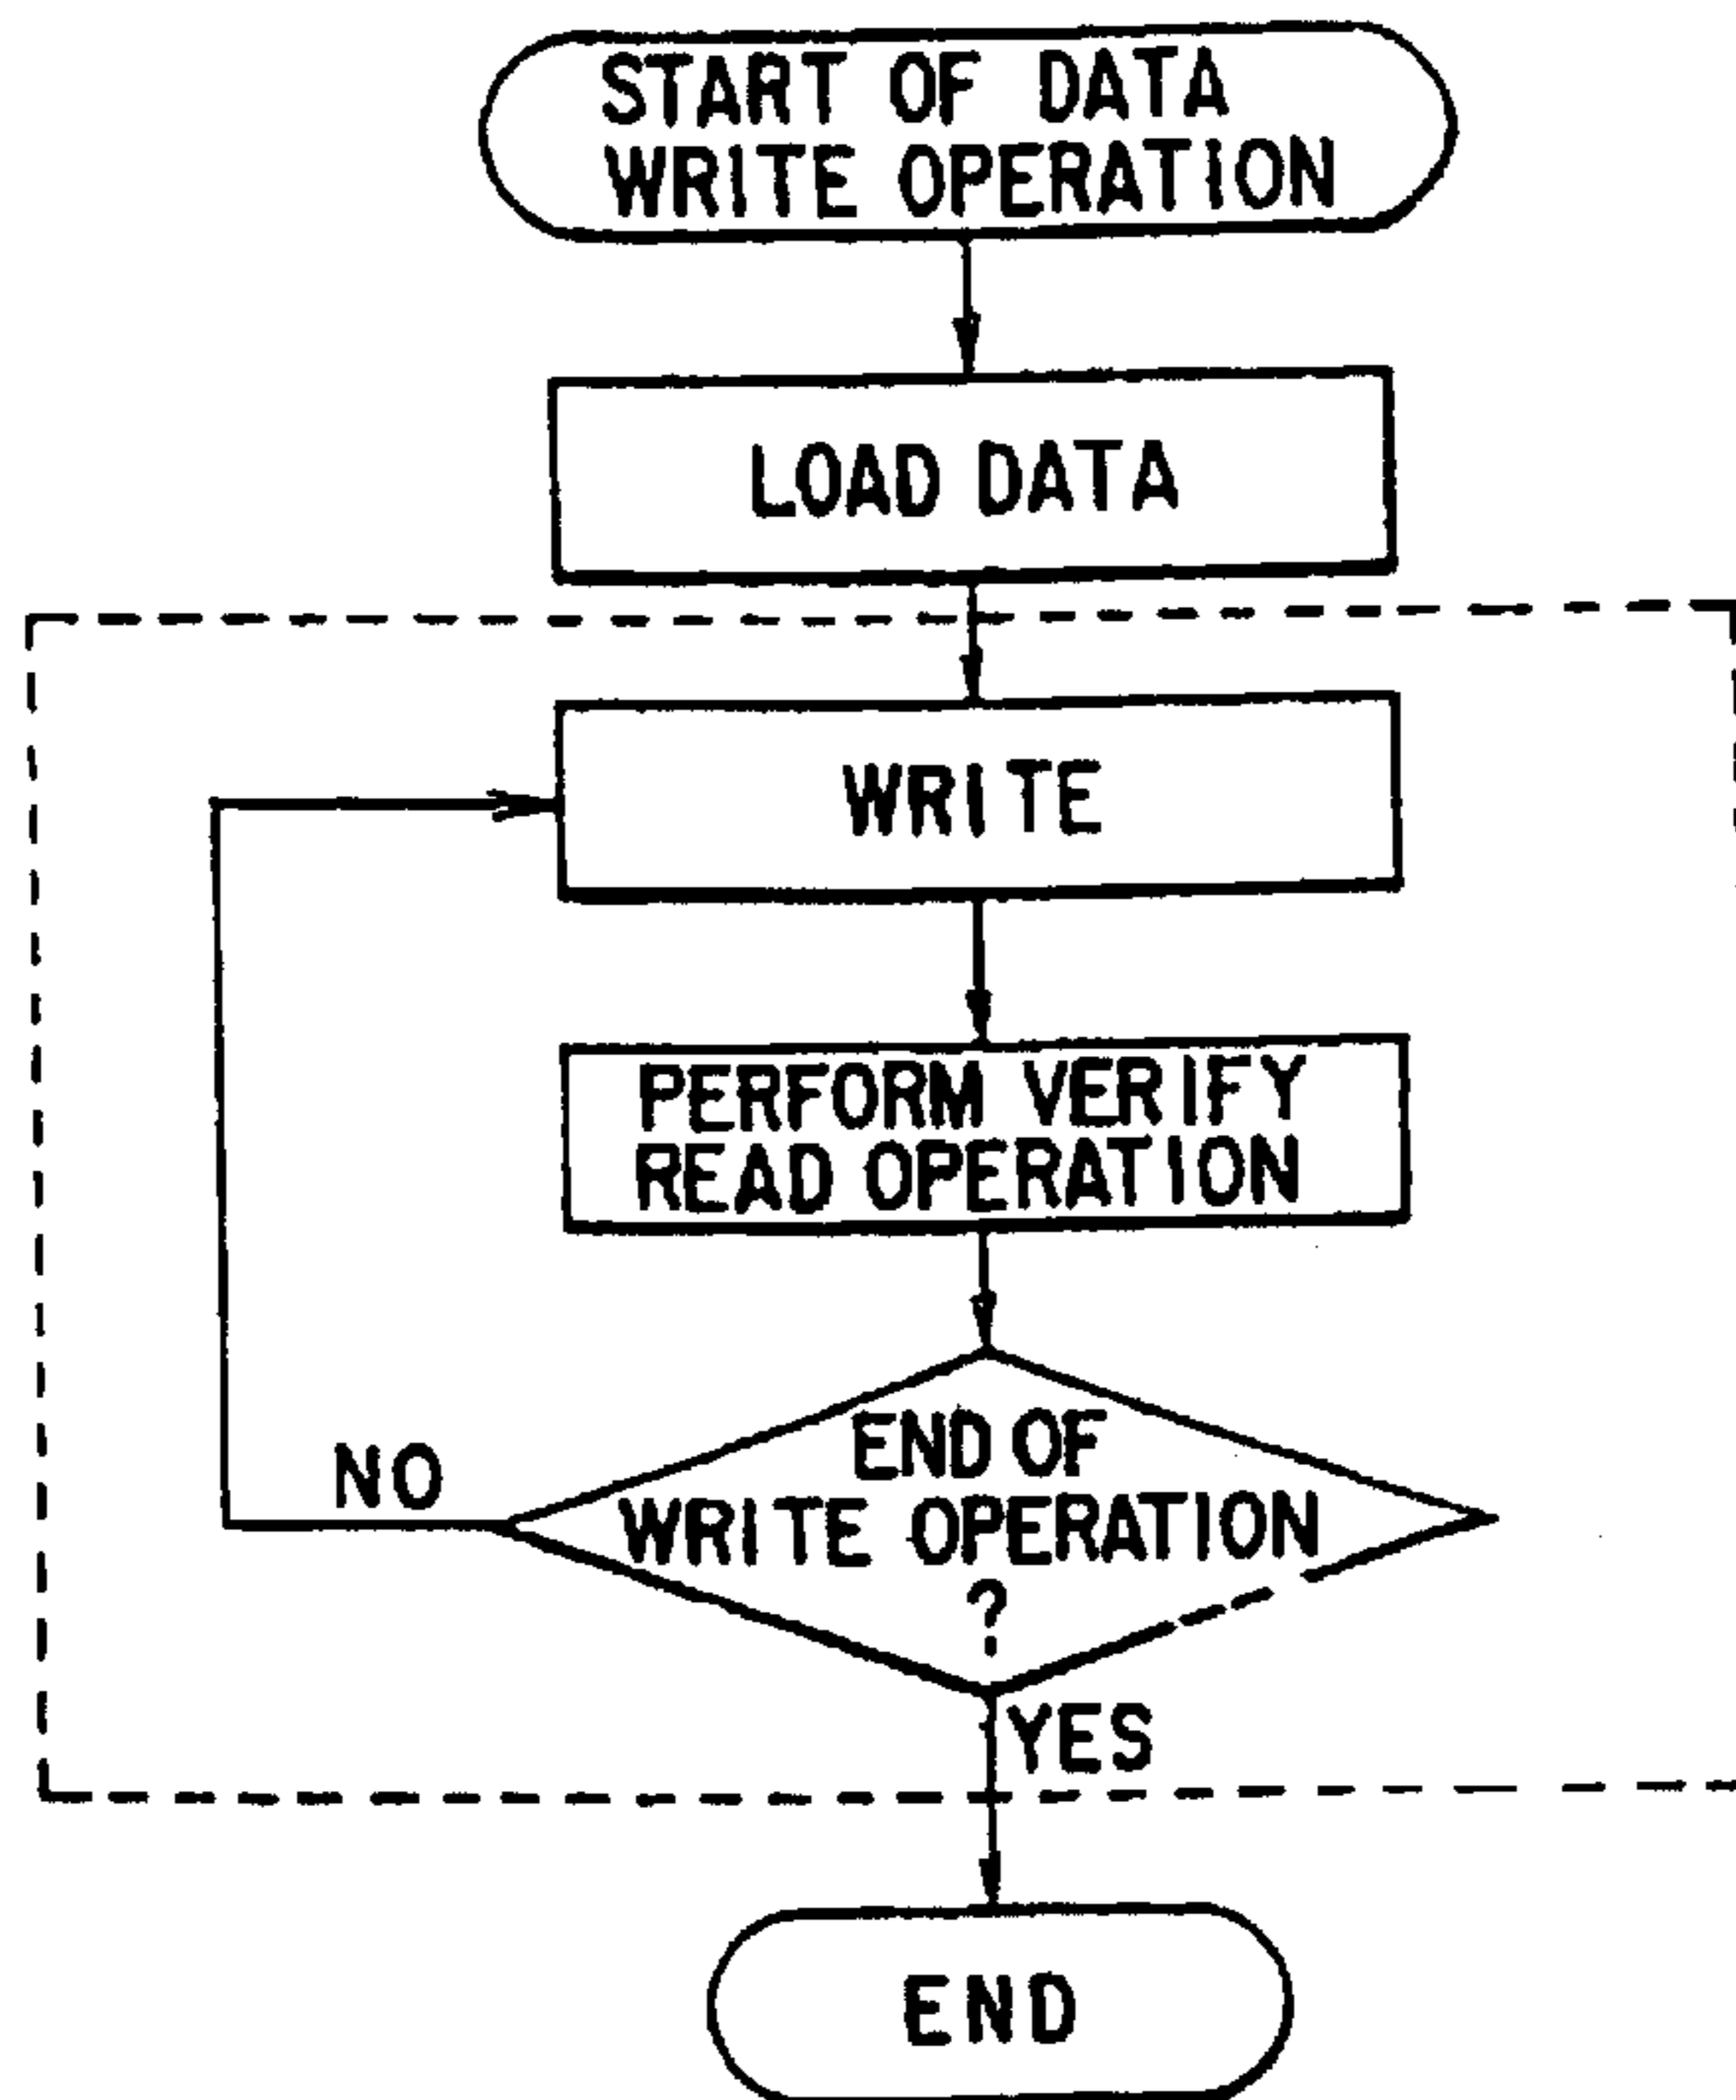 START OF DATA
WRITE OPERATION
LOAD DATA
WRITE
PERFORM VERIFY
READ OPERATION
END OF
WRITE OPERATION
?
NO
YES
END